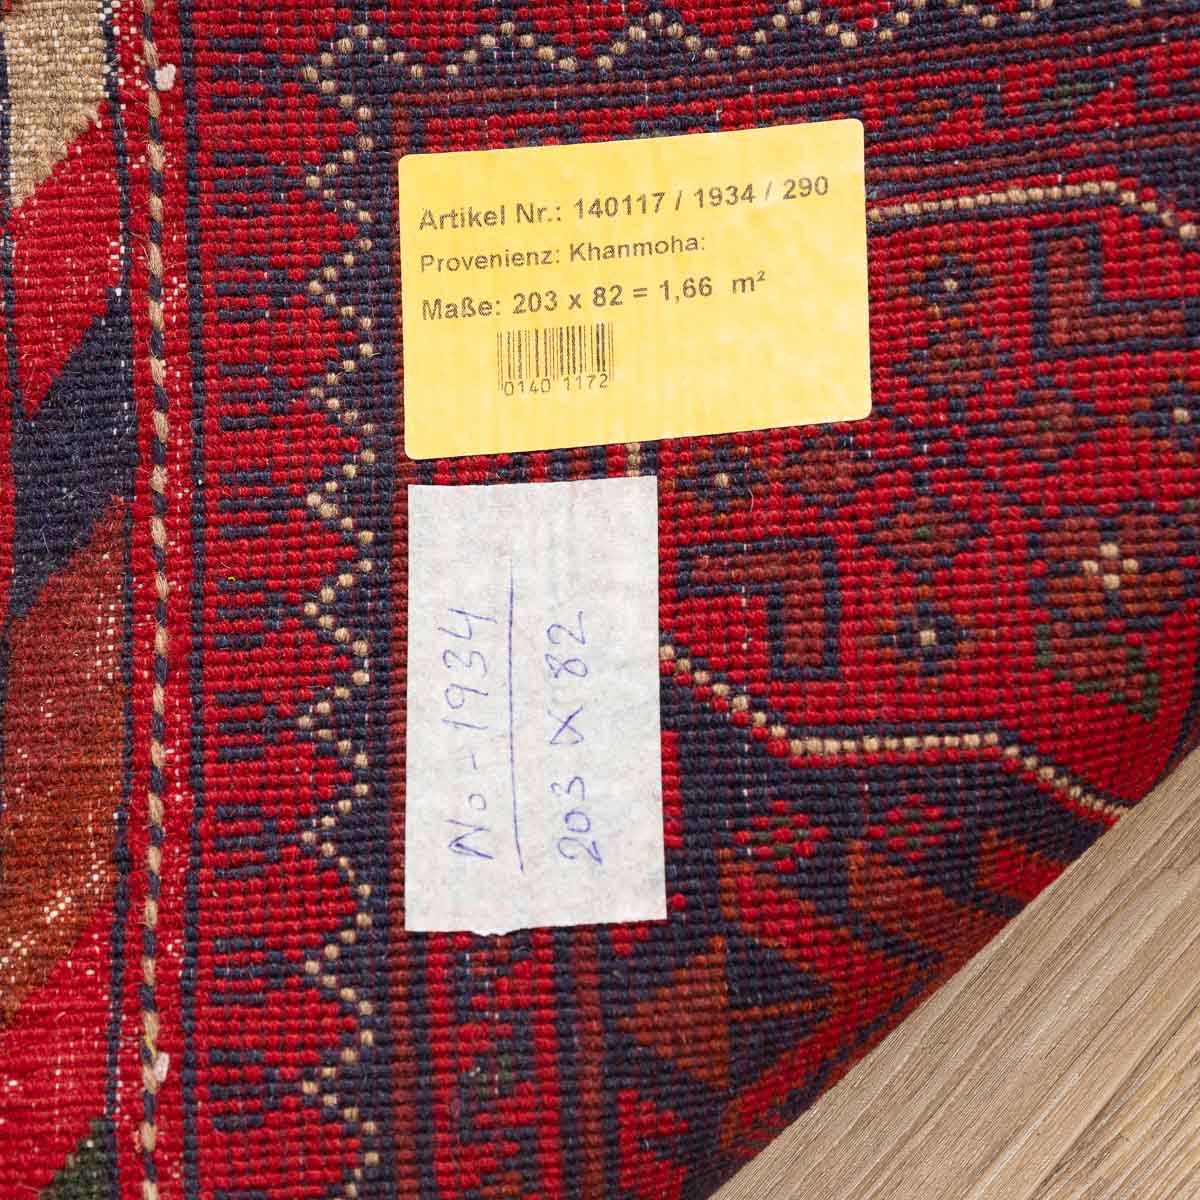 Artikel Nr.: 140117 / 1934 / 290
Provenienz: Khanmoha:
Maße: 203 x 82 = 1,66 m²
0140 1172
No-1934
203 x 82